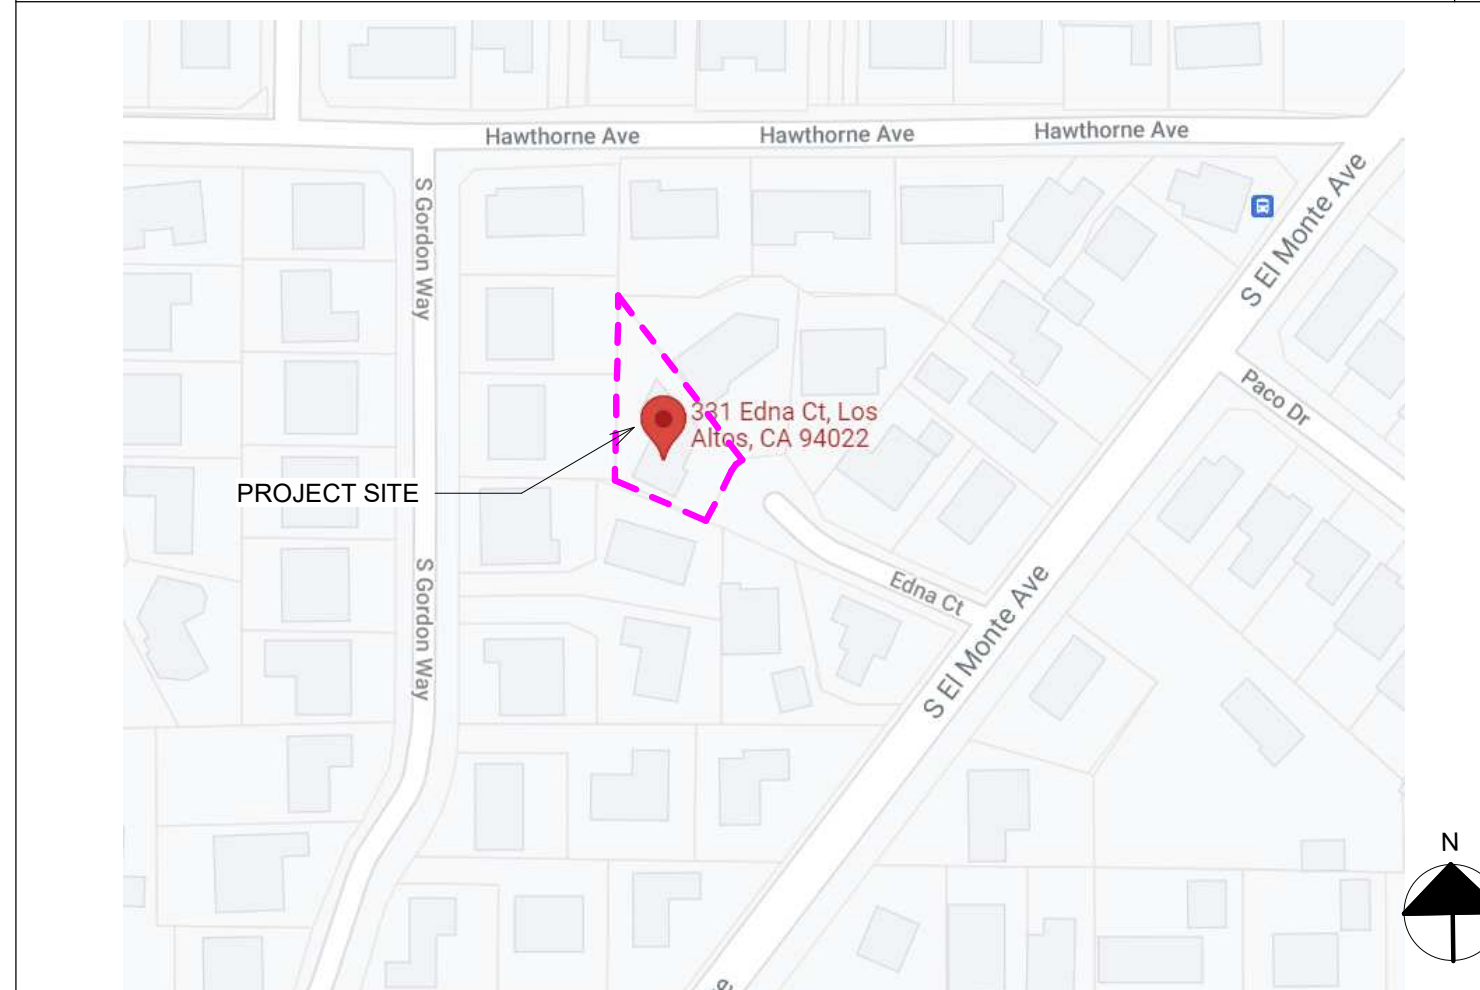 Hawthorne Ave
Hawthorne Ave
Hawthorne Ave
S Gordon Way
S El Monte Ave
Paco Dr
331 Edna Ct, Los
Altos, CA 94022
PROJECT SITE
Edna Ct
S El Monte Ave
S Gordon Way
N